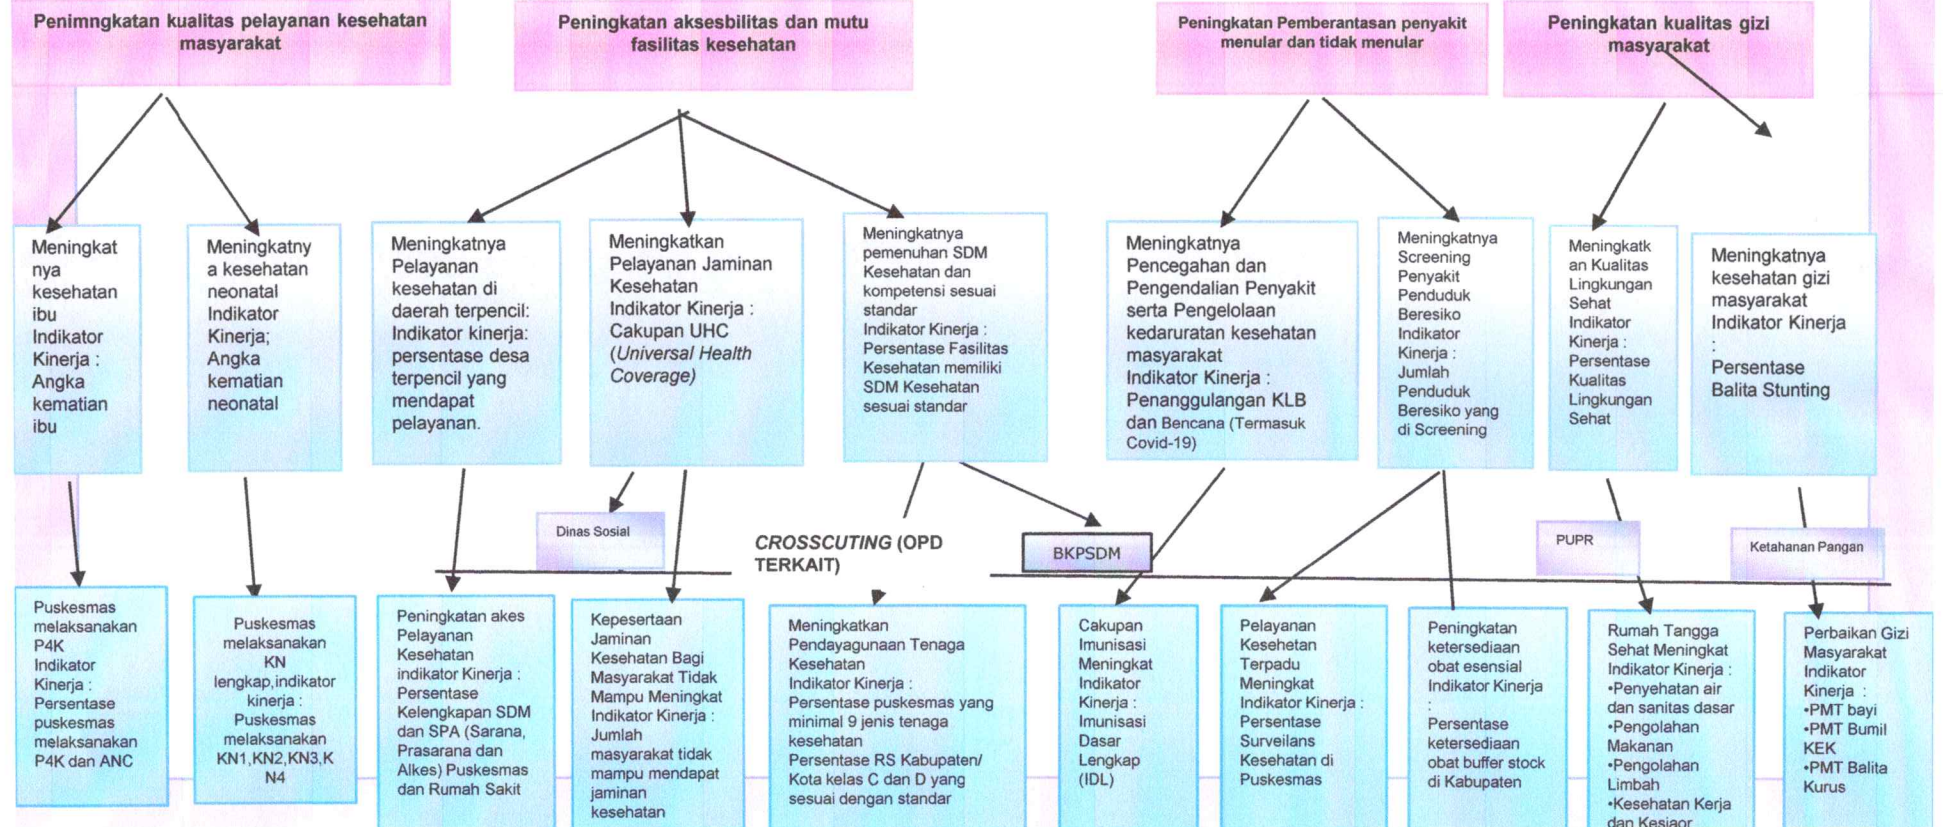 Penimngkatan kualitas pelayanan kesehatan
masyarakat
Peningkatan aksesbilitas dan mutu
fasilitas kesehatan
Peningkatan Pemberantasan penyakit
menular dan tidak menular
Peningkatan kualitas gizi
masyarakat
Meningkat
nya
kesehatan
ibu
Indikator
Kinerja :
Angka
kematian
ibu
Meningkatny
a kesehatan
neonatal
Indikator
Kinerja;
Angka
kematian
neonatal
Meningkatnya
Pelayanan
kesehatan di
daerah terpencil:
Indikator kinerja:
persentase desa
terpencil yang
mendapat
pelayanan.
Meningkatkan
Pelayanan Jaminan
Kesehatan
Indikator Kinerja :
Cakupan UHC
(Universal Health
Coverage)
Meningkatnya
pemenuhan SDM
Kesehatan dan
kompetensi sesuai
standar
Indikator Kinerja :
Persentase Fasilitas
Kesehatan memiliki
SDM Kesehatan
sesuai standar
Meningkatnya
Pencegahan dan
Pengendalian Penyakit
serta Pengelolaan
kedaruratan kesehatan
masyarakat
Indikator Kinerja :
Penanggulangan KLB
dan Bencana (Termasuk
Covid-19)
Meningkatnya
Screening
Penyakit
Penduduk
Beresiko
Indikator
Kinerja :
Jumlah
Penduduk
Beresiko yang
di Screening
Meningkatk
an Kualitas
Lingkungan
Sehat
Indikator
Kinerja :
Persentase
Kualitas
Lingkungan
Sehat
Meningkatnya
kesehatan gizi
masyarakat
Indikator Kinerja
:
Persentase
Balita Stunting
Dinas Sosial
CROSSCUTING (OPD
TERKAIT)
BKPSDM
PUPR
Ketahanan Pangan
Puskesmas
melaksanakan
P4K
Indikator
Kinerja :
Persentase
puskesmas
melaksanakan
P4K dan ANC
Puskesmas
melaksanakan
KN
lengkap,indikator
kinerja :
Puskesmas
melaksanakan
KN1,KN2,KN3,K
N4
Peningkatan akes
Pelayanan
Kesehatan
indikator Kinerja :
Persentase
Kelengkapan SDM
dan SPA (Sarana,
Prasarana dan
Alkes) Puskesmas
dan Rumah Sakit
Kepesertaan
Jaminan
Kesehatan Bagi
Masyarakat Tidak
Mampu Meningkat
Indikator Kinerja :
Jumlah
masyarakat tidak
mampu mendapat
jaminan
kesehatan
Meningkatkan
Pendayagunaan Tenaga
Kesehatan
Indikator Kinerja :
Persentase puskesmas yang
minimal 9 jenis tenaga
kesehatan
Persentase RS Kabupaten/
Kota kelas C dan D yang
sesuai dengan standar
Cakupan
Imunisasi
Meningkat
Indikator
Kinerja :
Imunisasi
Dasar
Lengkap
(IDL)
Pelayanan
Kesehetan
Terpadu
Meningkat
Indikator Kinerja :
Persentase
Surveilans
Kesehatan di
Puskesmas
Peningkatan
ketersediaan
obat esensial
Indikator Kinerja
:
Persentase
ketersediaan
obat buffer stock
di Kabupaten
Rumah Tangga
Sehat Meningkat
Indikator Kinerja :
•Penyehatan air
dan sanitas dasar
•Pengolahan
Makanan
•Pengolahan
Limbah
•Kesehatan Kerja
dan Kesjaor
Perbaikan Gizi
Masyarakat
Indikator
Kinerja :
•PMT bayi
•PMT Bumil
KEK
•PMT Balita
Kurus